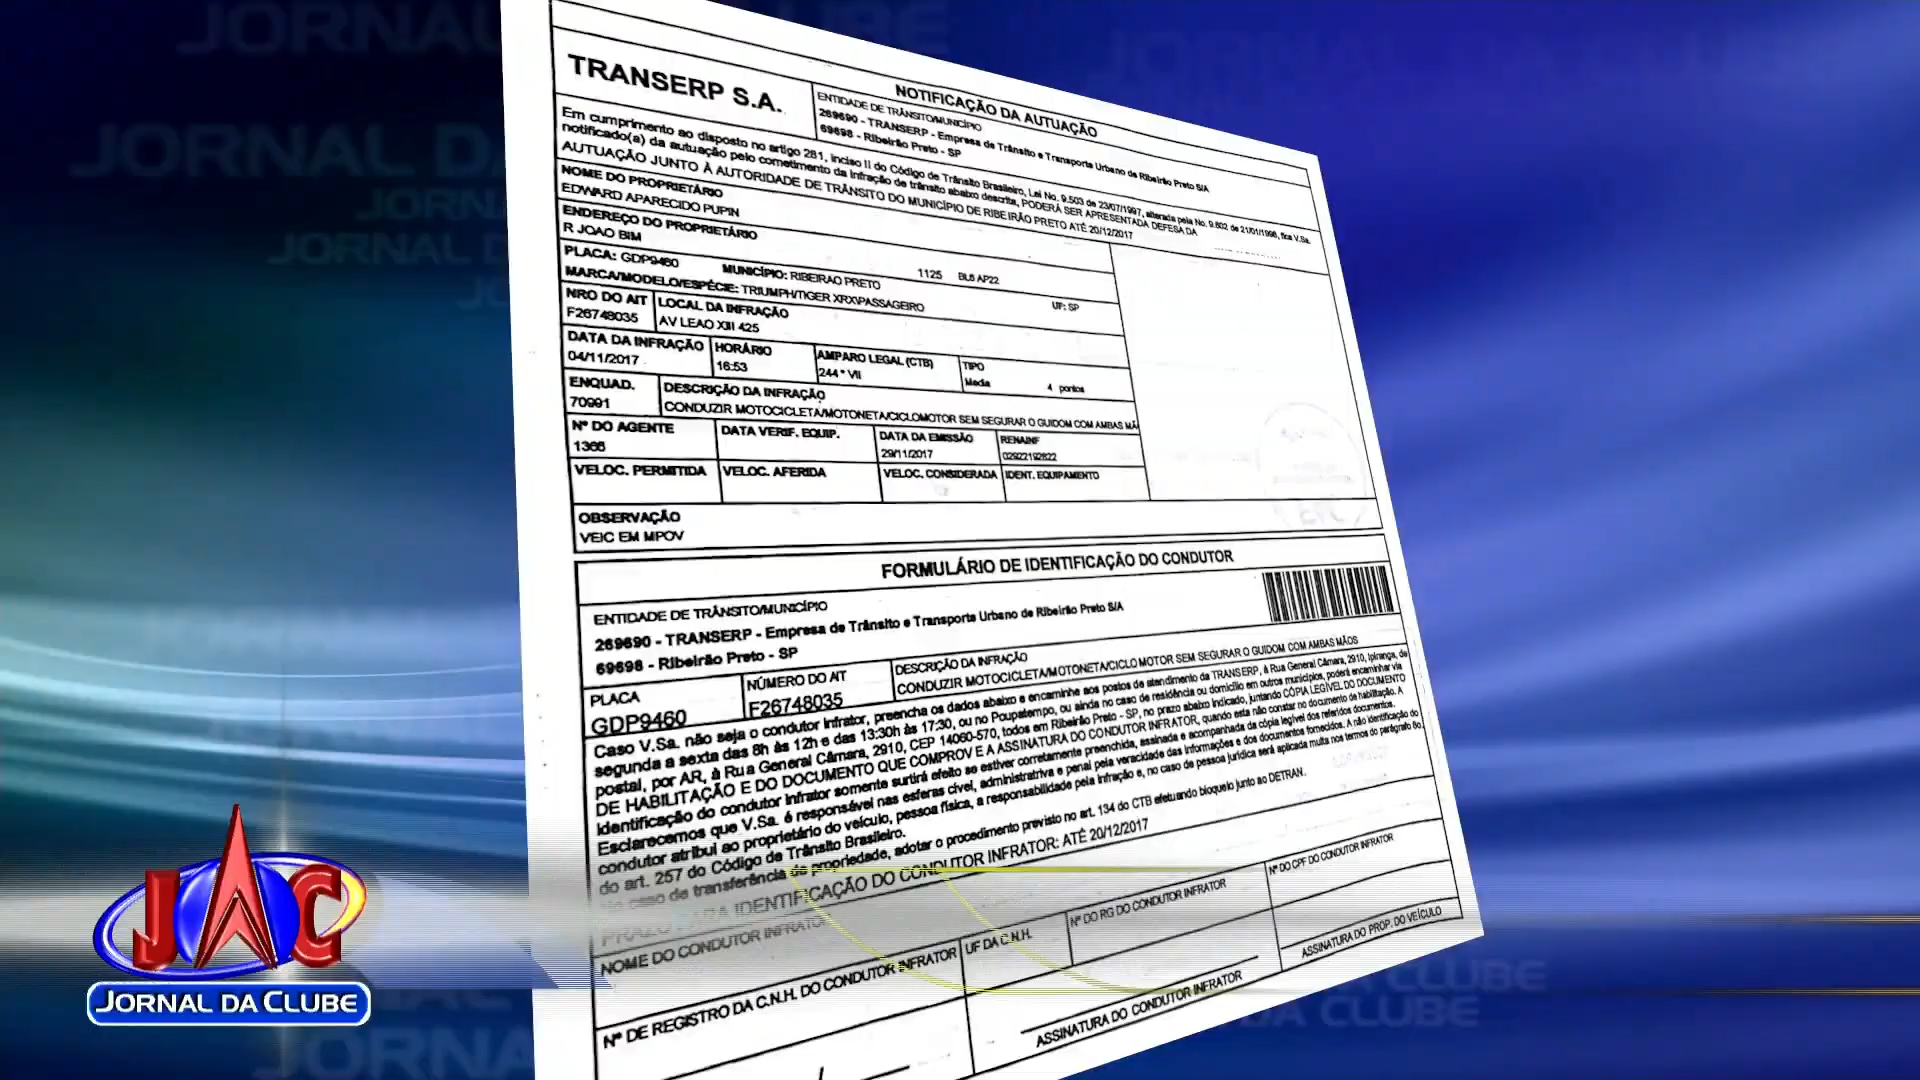 NOTIFICAÇÃO DA AUTUAÇÃO
TRANSERP S.A.
ENTIDADE DE TRÂNSITO/MUNICÍPIO
269690 - TRANSERP - Empresa de Trânsito e Transporte Urbano de Ribeirão Preto S/A
69698 - Ribeirão Preto - SP
Em cumprimento ao disposto no artigo 281, inciso II do Código de Trânsito Brasileiro, Lei No. 9.503 de 23/07/1997, alterada pela No. 9.602 de 21/01/1998, fica V.Sa.
notificado(a) da autuação pelo cometimento da infração de trânsito abaixo descrita, PODERÁ SER APRESENTADA DEFESA DA
AUTUAÇÃO JUNTO À AUTORIDADE DE TRÂNSITO DO MUNICÍPIO DE RIBEIRÃO PRETO ATÉ 20/12/2017
NOME DO PROPRIETÁRIO
EDWARD APARECIDO PUPIN
ENDEREÇO DO PROPRIETÁRIO
R JOAO BIM 1125 BL5 AP22
PLACA: GDP9460 MUNICÍPIO: RIBEIRAO PRETO UF: SP
MARCA/MODELO/ESPÉCIE: TRIUMPH/TIGER XRX\PASSAGEIRO
NRO DO AIT LOCAL DA INFRAÇÃO
F26748035 AV LEAO XIII 425
DATA DA INFRAÇÃO HORÁRIO AMPARO LEGAL (CTB) TIPO
04/11/2017 16:53 244 * VII Media 4 pontos
ENQUAD. DESCRIÇÃO DA INFRAÇÃO
70991 CONDUZIR MOTOCICLETA/MOTONETA/CICLOMOTOR SEM SEGURAR O GUIDOM COM AMBAS MÃ
Nº DO AGENTE DATA VERIF. EQUIP. DATA DA EMISSÃO RENAINF
1365 29/11/2017 02922192822
VELOC. PERMITIDA VELOC. AFERIDA VELOC. CONSIDERADA IDENT. EQUIPAMENTO
OBSERVAÇÃO
VEIC EM MPOV
FORMULÁRIO DE IDENTIFICAÇÃO DO CONDUTOR
ENTIDADE DE TRÂNSITO/MUNICÍPIO
269690 - TRANSERP - Empresa de Trânsito e Transporte Urbano de Ribeirão Preto S/A
69698 - Ribeirão Preto - SP
PLACA NÚMERO DO AIT DESCRIÇÃO DA INFRAÇÃO
GDP9460 F26748035 CONDUZIR MOTOCICLETA/MOTONETA/CICLOMOTOR SEM SEGURAR O GUIDOM COM AMBAS MÃOS
Caso V.Sa. não seja o condutor infrator, preencha os dados abaixo e encaminhe aos postos de atendimento da TRANSERP, à Rua General Câmara, 2910, Ipiranga, de
segunda a sexta das 8h às 12h e das 13:30h às 17:30, ou no Poupatempo, ou ainda no caso de residência ou domicílio em outros municípios, poderá encaminhar via
postal, por AR, à Rua General Câmara, 2910, CEP 14060-570, todos em Ribeirão Preto - SP, no prazo abaixo indicado, juntando CÓPIA LEGÍVEL DO DOCUMENTO
DE HABILITAÇÃO E DO DOCUMENTO QUE COMPROVE A ASSINATURA DO CONDUTOR INFRATOR, quando esta não constar no documento de habilitação. A
identificação do condutor infrator somente surtirá efeito se estiver corretamente preenchida, assinada e acompanhada da cópia legível dos referidos documentos.
Esclarecemos que V.Sa. é responsável nas esferas cível, administrativa e penal pela veracidade das informações e dos documentos fornecidos. A não identificação do
condutor atribui ao proprietário do veículo, pessoa física, a responsabilidade pela infração e, no caso de pessoa jurídica será aplicada multa nos termos do parágrafo 8o.
do art. 257 do Código de Trânsito Brasileiro.
No caso de transferência de propriedade, adotar o procedimento previsto no art. 134 do CTB efetuando bloqueio junto ao DETRAN.
PRAZO PARA IDENTIFICAÇÃO DO CONDUTOR INFRATOR: ATÉ 20/12/2017
NOME DO CONDUTOR INFRATOR Nº DO RG DO CONDUTOR INFRATOR Nº DO CPF DO CONDUTOR INFRATOR
Nº DE REGISTRO DA C.N.H. DO CONDUTOR INFRATOR UF DA C.N.H.
ASSINATURA DO CONDUTOR INFRATOR ASSINATURA DO PROP. DO VEÍCULO
JAC
JORNAL DA CLUBE